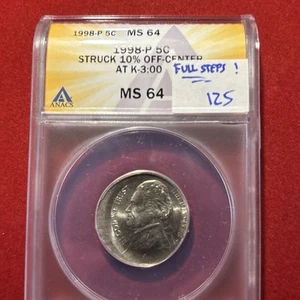 1998-P 5C MS 64
1998-P 5C
STRUCK 10% OFF-CENTER
AT K-3:00
MS 64
ANACS
FULL STEPS !
125